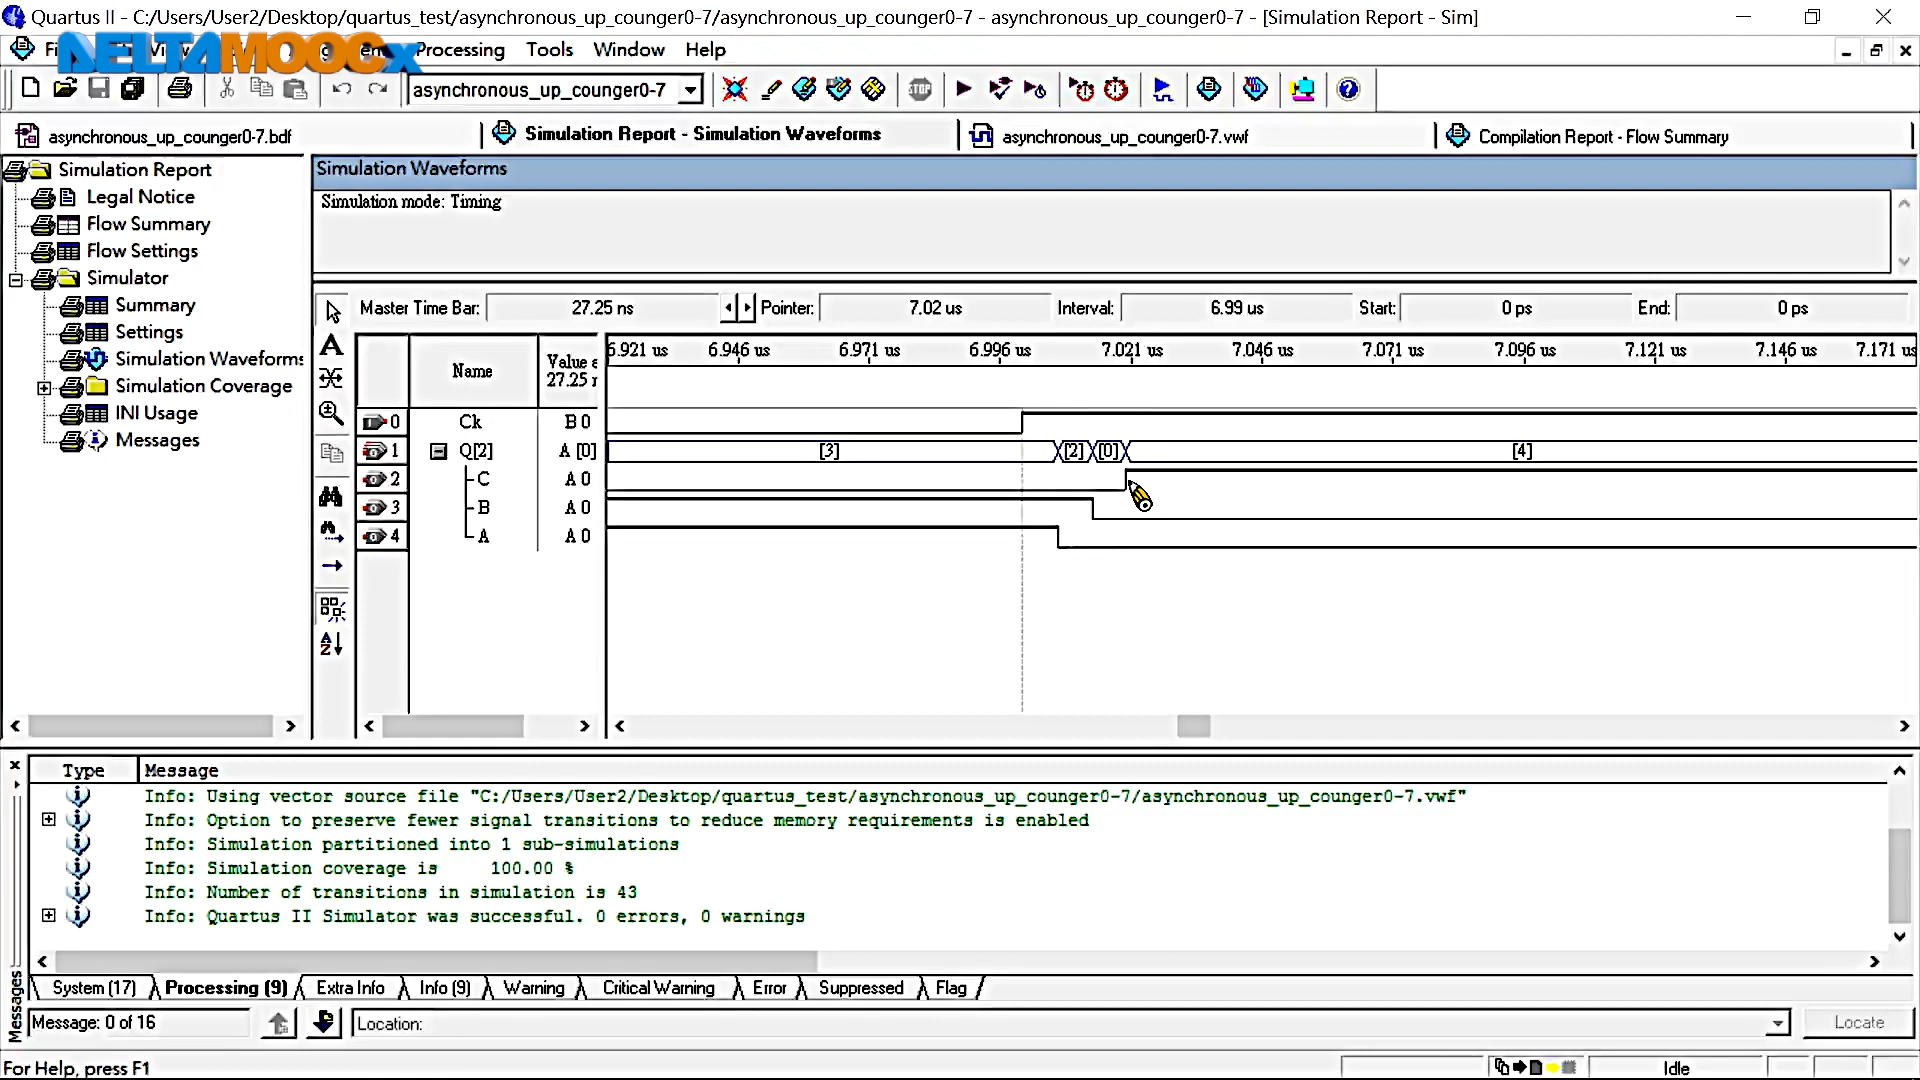 Quartus II - C:/Users/User2/Desktop/quartus_test/asynchronous_up_counger0-7/asynchronous_up_counger0-7 - asynchronous_up_counger0-7 - [Simulation Report - Sim]
DELTAMOOCx
Processing Tools Window Help
asynchronous_up_counger0-7
STOP
asynchronous_up_counger0-7.bdf
Simulation Report - Simulation Waveforms
asynchronous_up_counger0-7.vwf
Compilation Report - Flow Summary
Simulation Report
Legal Notice
Flow Summary
Flow Settings
Simulator
Summary
Settings
Simulation Waveforms
Simulation Coverage
INI Usage
Messages
Simulation Waveforms
Simulation mode: Timing
Master Time Bar: 27.25 ns Pointer: 7.02 us Interval: 6.99 us Start: 0 ps End: 0 ps
Name
Value a
27.25 r
6.921 us 6.946 us 6.971 us 6.996 us 7.021 us 7.046 us 7.071 us 7.096 us 7.121 us 7.146 us 7.171 us
0 Ck B 0
1 Q[2] A [0] [3] [2] [0] [4]
2 C A 0
3 B A 0
4 A A 0
Type Message
Info: Using vector source file "C:/Users/User2/Desktop/quartus_test/asynchronous_up_counger0-7/asynchronous_up_counger0-7.vwf"
Info: Option to preserve fewer signal transitions to reduce memory requirements is enabled
Info: Simulation partitioned into 1 sub-simulations
Info: Simulation coverage is 100.00 %
Info: Number of transitions in simulation is 43
Info: Quartus II Simulator was successful. 0 errors, 0 warnings
System (17) Processing (9) Extra Info Info (9) Warning Critical Warning Error Suppressed Flag
Messages
Message: 0 of 16
Location:
Locate
For Help, press F1
Idle